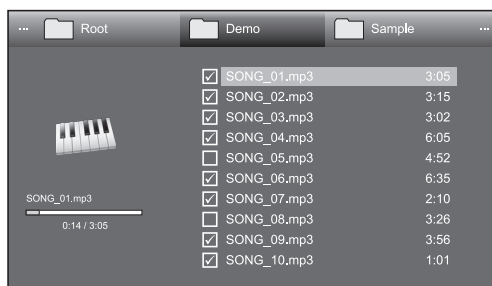 ... Root Demo Sample ...
SONG_01.mp3 3:05
SONG_02.mp3 3:15
SONG_03.mp3 3:02
SONG_04.mp3 6:05
SONG_05.mp3 4:52
SONG_06.mp3 6:35
SONG_07.mp3 2:10
SONG_08.mp3 3:26
SONG_09.mp3 3:56
SONG_10.mp3 1:01
SONG_01.mp3
0:14 / 3:05